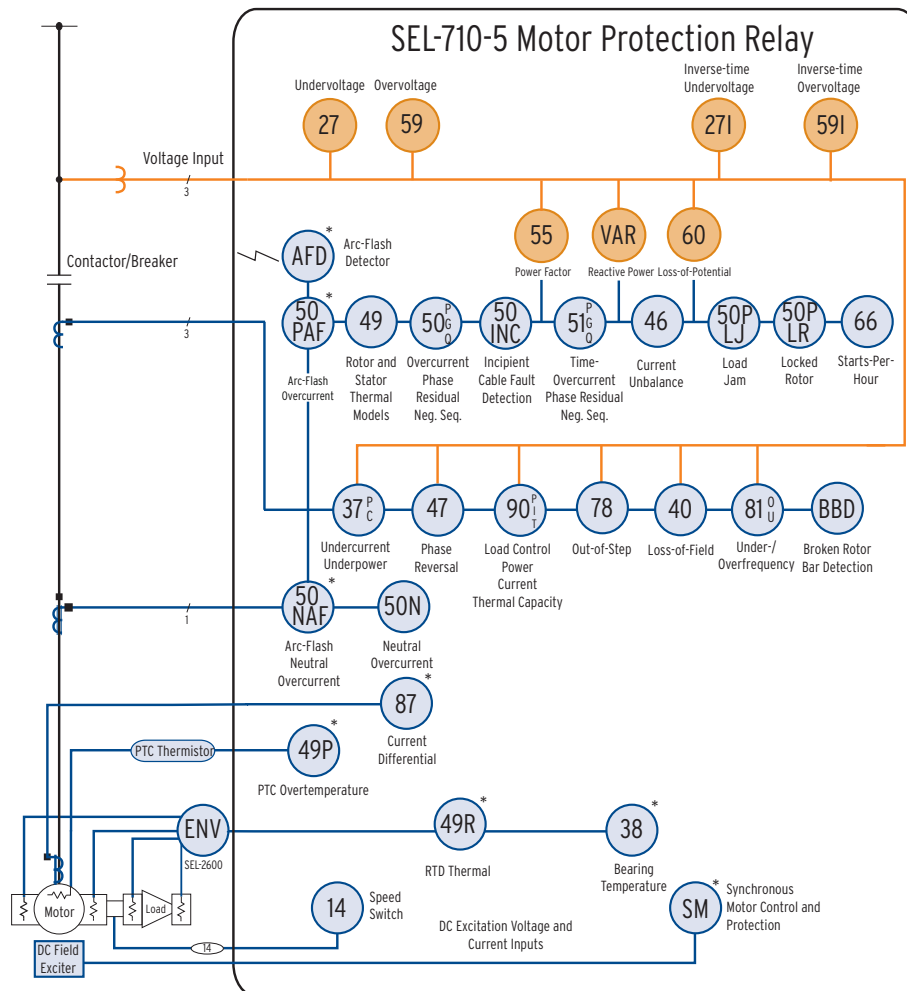 SEL-710-5 Motor Protection Relay
Undervoltage
Overvoltage
Inverse-time
Undervoltage
Inverse-time
Overvoltage
27
59
27I
59I
Voltage Input
3
55
VAR
60
Power Factor
Reactive Power
Loss-of-Potential
AFD
*
Arc-Flash
Detector
Contactor/Breaker
3
50
PAF
*
49
50
P
G
Q
50
INC
51
P
G
Q
46
50P
LJ
50P
LR
66
Arc-Flash
Overcurrent
Rotor and
Stator
Thermal
Models
Overcurrent
Phase
Residual
Neg. Seq.
Incipient
Cable Fault
Detection
Time-
Overcurrent
Phase Residual
Neg. Seq.
Current
Unbalance
Load
Jam
Locked
Rotor
Starts-Per-
Hour
37
P
C
47
90
P
I
T
78
40
81
O
U
BBD
Undercurrent
Underpower
Phase
Reversal
Load Control
Power
Current
Thermal Capacity
Out-of-Step
Loss-of-Field
Under-/
Overfrequency
Broken Rotor
Bar Detection
1
50
NAF
*
50N
Arc-Flash
Neutral
Overcurrent
Neutral
Overcurrent
87
*
Current
Differential
PTC Thermistor
49P
*
PTC Overtemperature
ENV
SEL-2600
49R
*
RTD Thermal
38
*
Bearing
Temperature
Motor
Load
14
Speed
Switch
14
DC Excitation Voltage and
Current Inputs
SM
*
Synchronous
Motor Control and
Protection
DC Field
Exciter